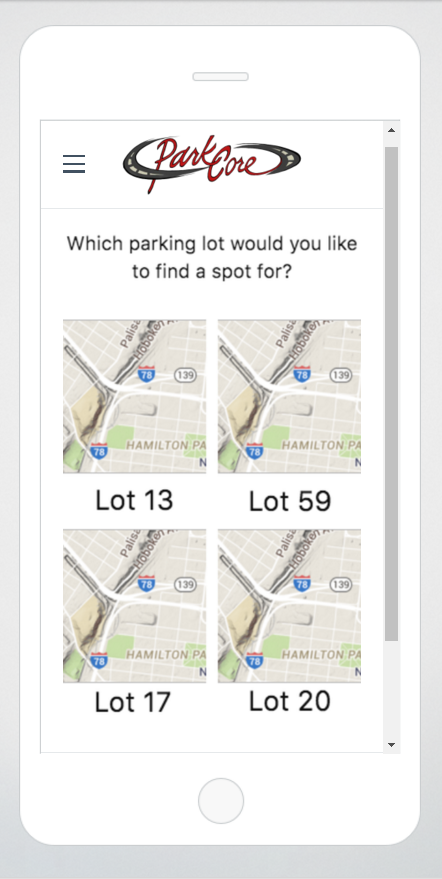 Park Core
Which parking lot would you like
to find a spot for?
Palisa
Hoboken A
78
139
78
HAMILTON PA
N
Lot 13
Palisa
Hoboken A
78
139
78
HAMILTON PA
N
Lot 59
Palisa
Hoboken A
78
139
78
HAMILTON PA
N
Lot 17
Palisa
Hoboken A
78
139
78
HAMILTON PA
N
Lot 20